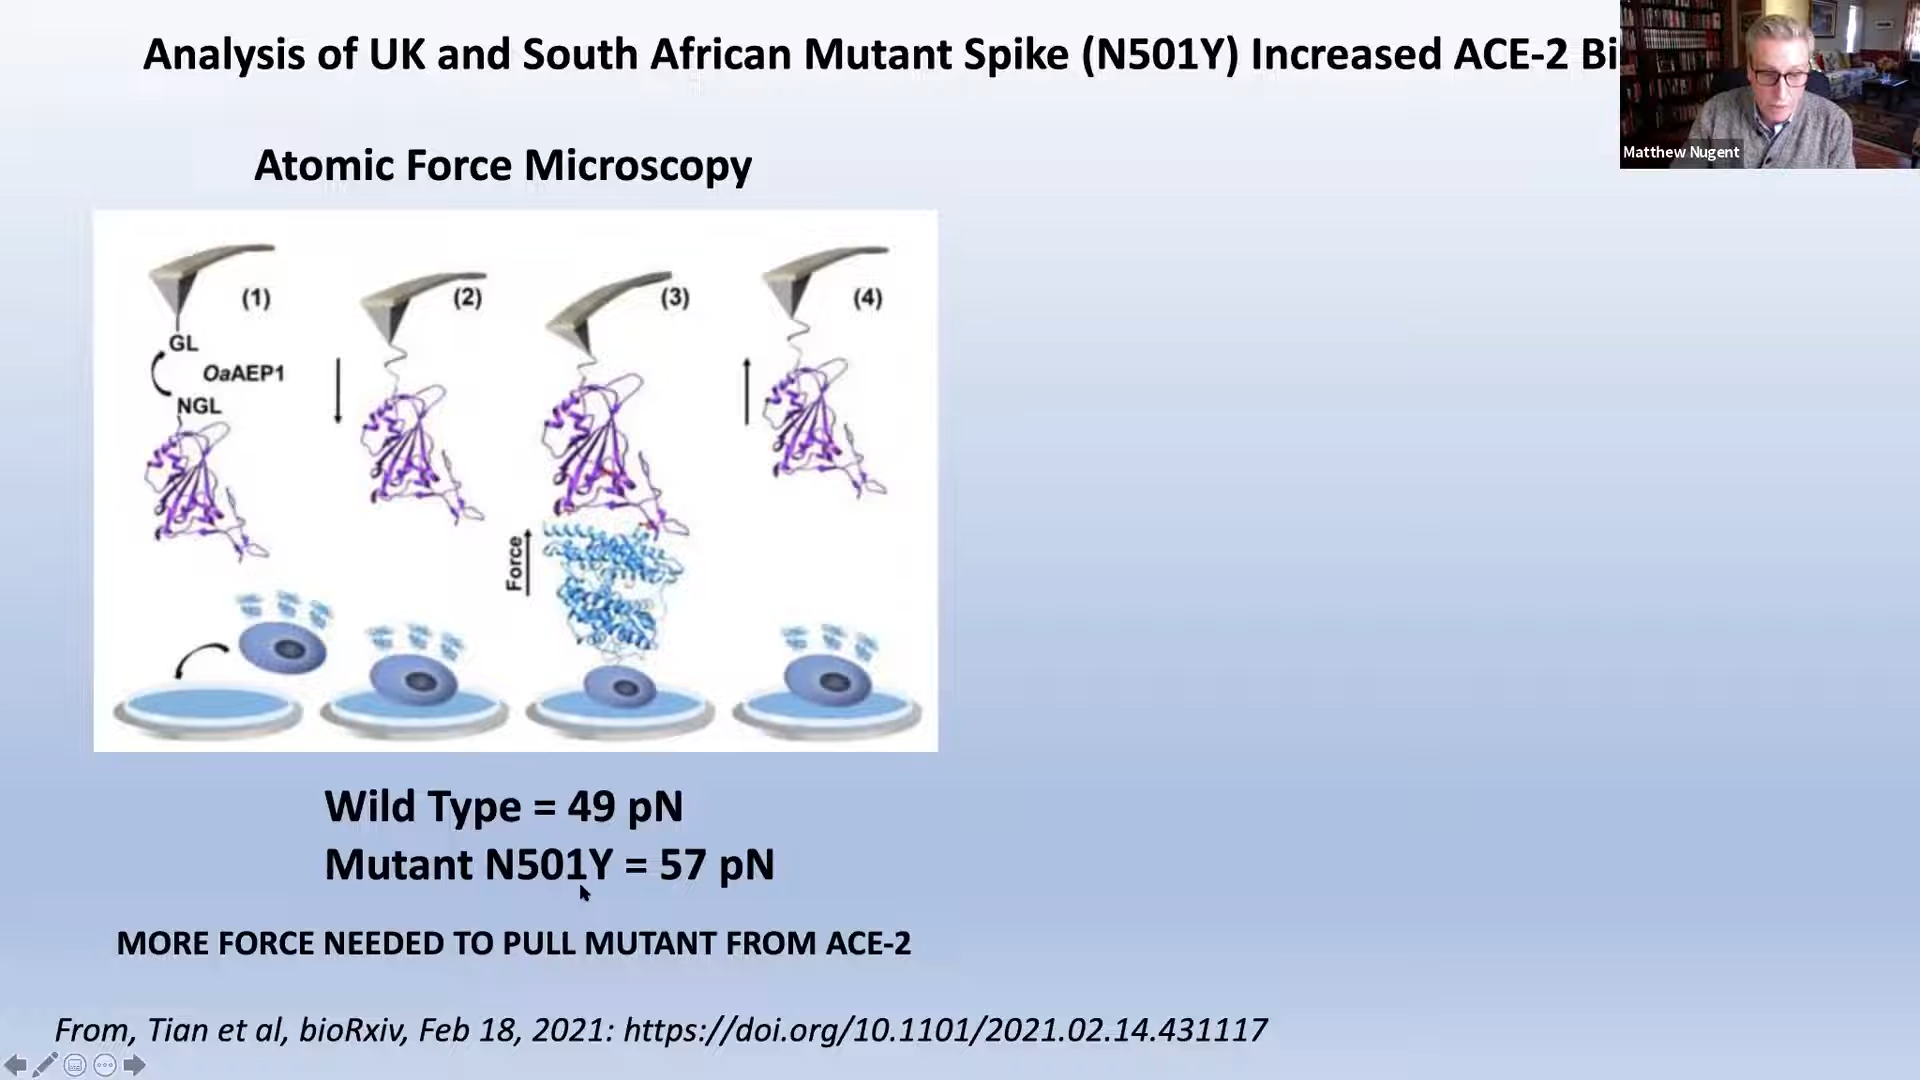 Analysis of UK and South African Mutant Spike (N501Y) Increased ACE-2 Bi
Matthew Nugent
Atomic Force Microscopy
(1)
(2)
(3)
(4)
GL
OaAEP1
NGL
Force
Wild Type = 49 pN
Mutant N501Y = 57 pN
MORE FORCE NEEDED TO PULL MUTANT FROM ACE-2
From, Tian et al, bioRxiv, Feb 18, 2021: https://doi.org/10.1101/2021.02.14.431117